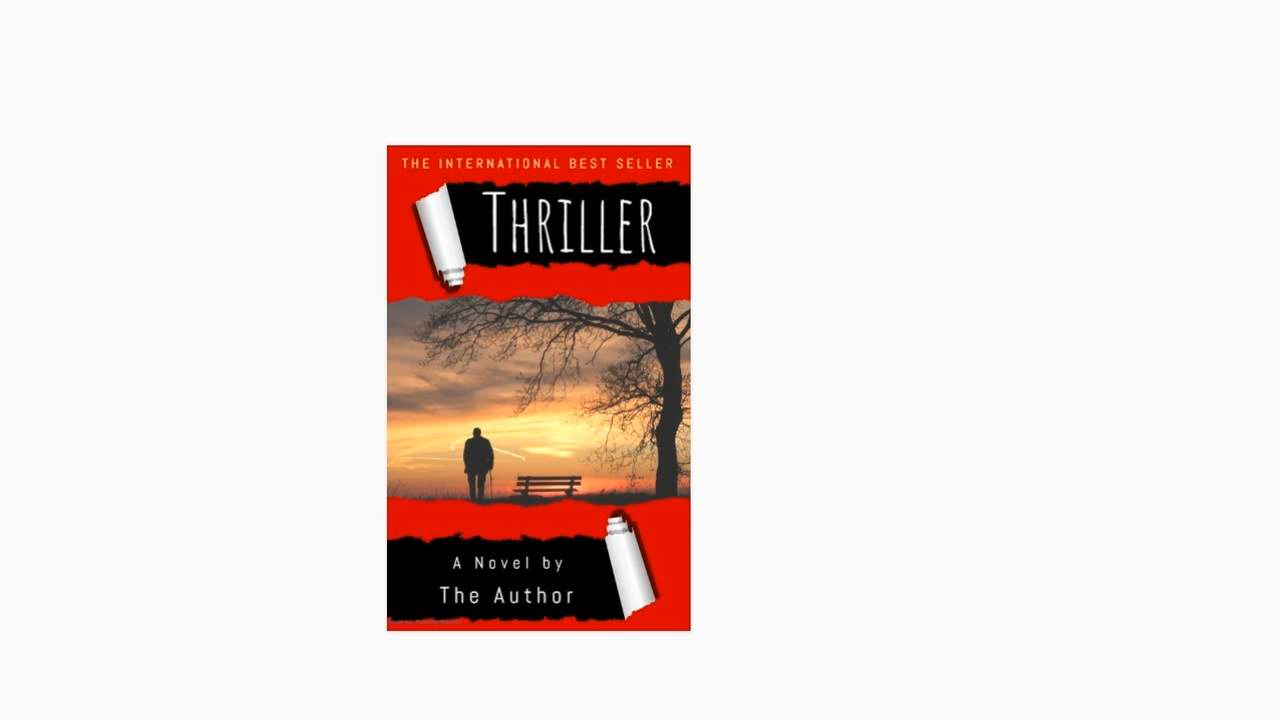 THE INTERNATIONAL BEST SELLER
THRILLER
A Novel by
The Author